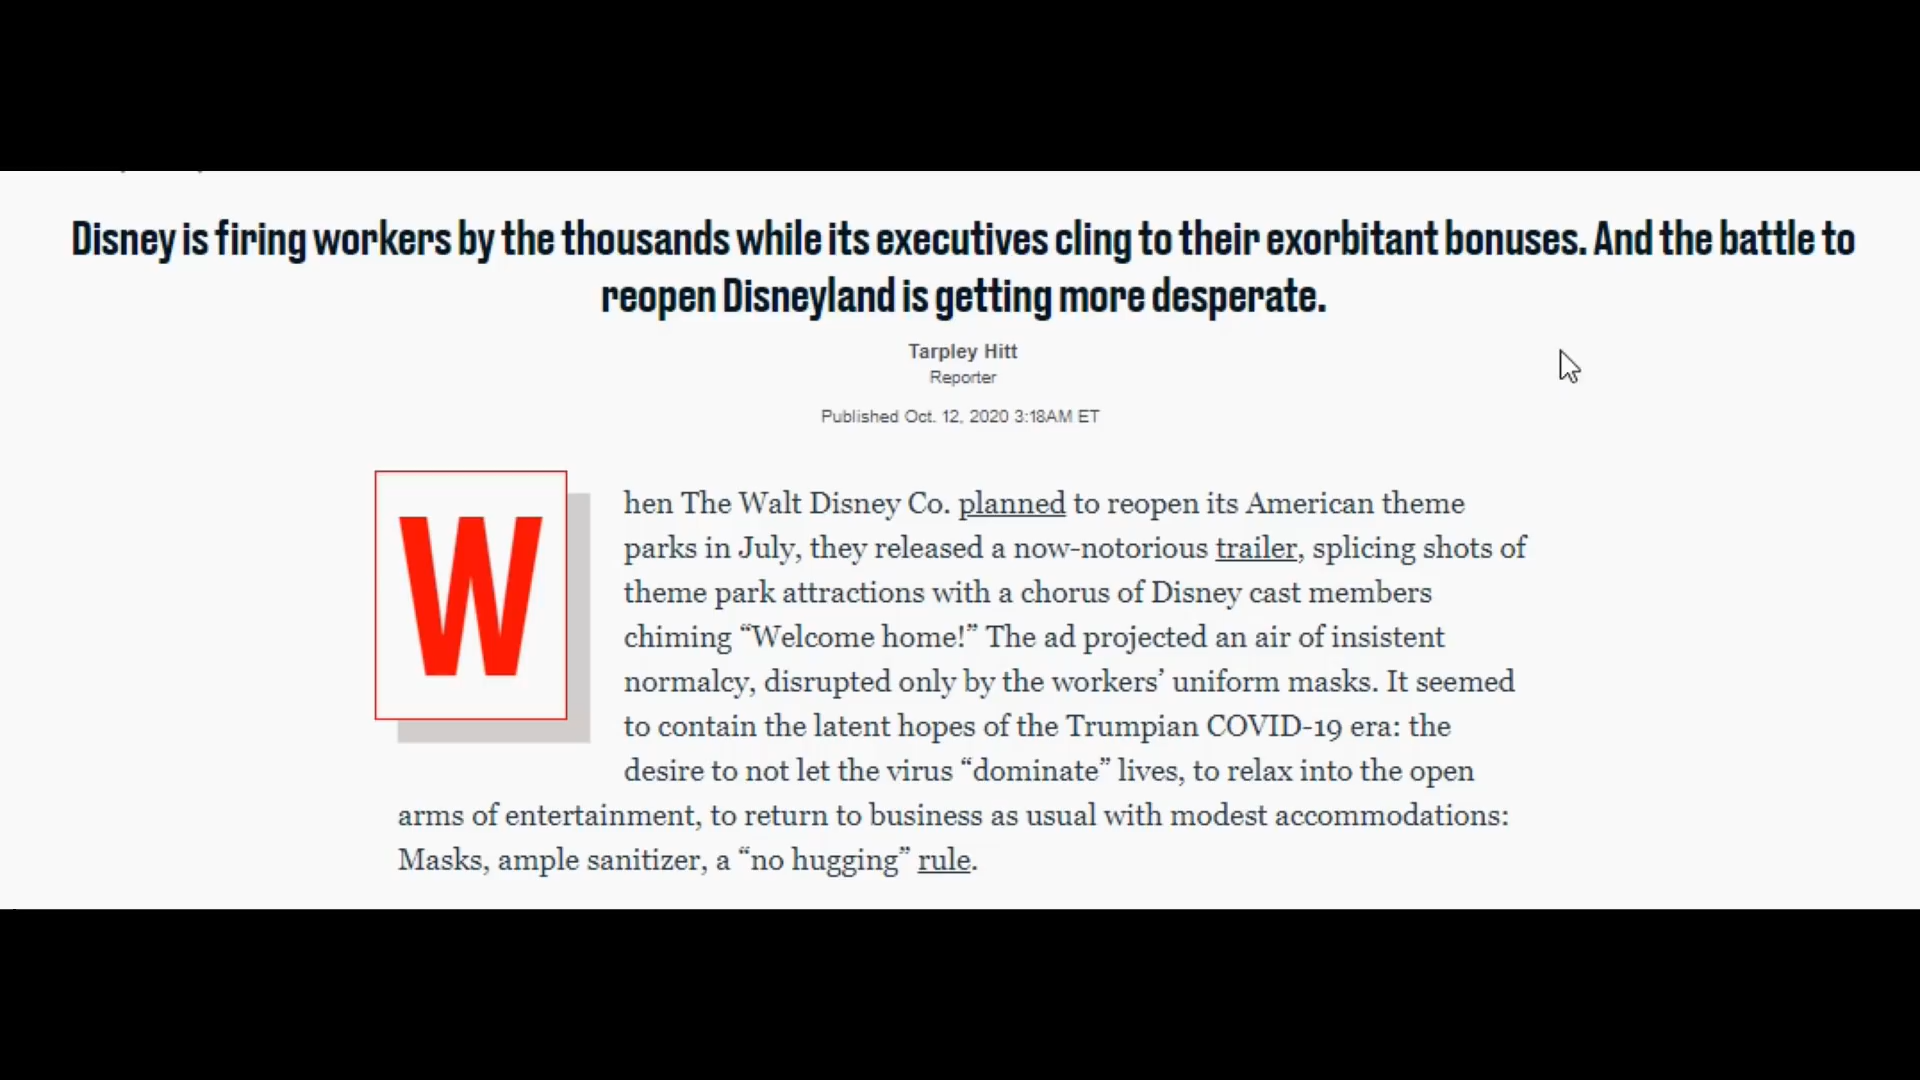 Disney is firing workers by the thousands while its executives cling to their exorbitant bonuses. And the battle to
reopen Disneyland is getting more desperate.
Tarpley Hitt
Reporter
Published Oct. 12, 2020 3:18AM ET
When The Walt Disney Co. planned to reopen its American theme
parks in July, they released a now-notorious trailer, splicing shots of
theme park attractions with a chorus of Disney cast members
chiming “Welcome home!” The ad projected an air of insistent
normalcy, disrupted only by the workers’ uniform masks. It seemed
to contain the latent hopes of the Trumpian COVID-19 era: the
desire to not let the virus “dominate” lives, to relax into the open
arms of entertainment, to return to business as usual with modest accommodations:
Masks, ample sanitizer, a “no hugging” rule.